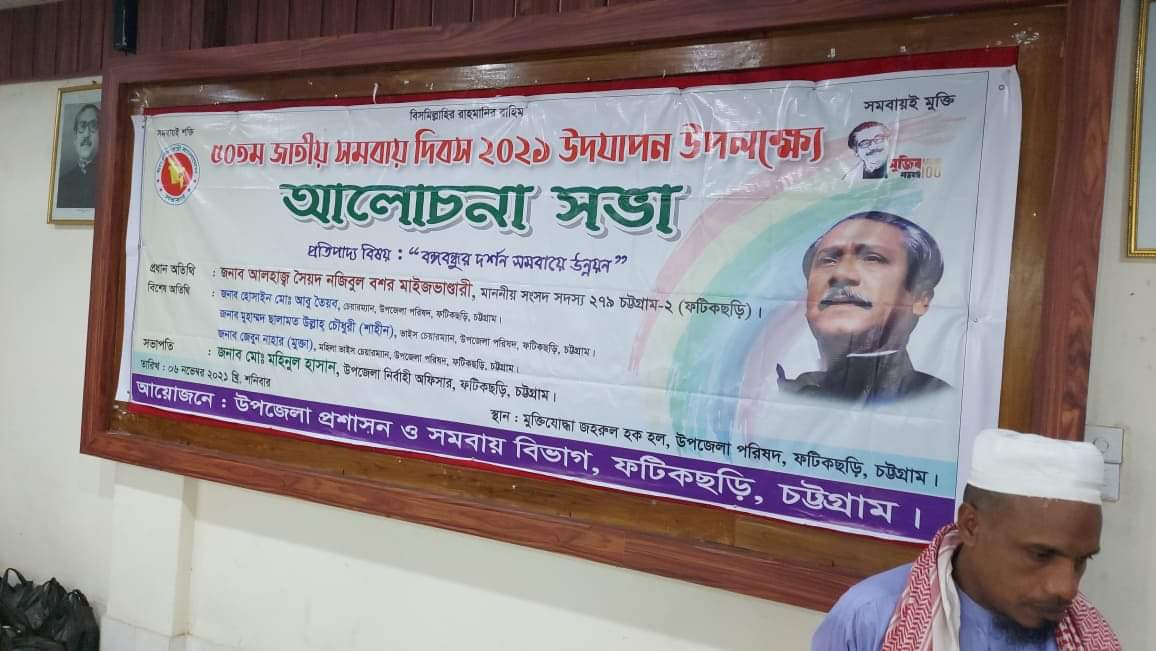 বিসমিল্লাহির রাহমানির রাহিম
সমবায়ই শক্তি
সমবায়ই মুক্তি
৫০তম জাতীয় সমবায় দিবস ২০২১ উদযাপন উপলক্ষ্যে
মুজিব
শতবর্ষ 100
আলোচনা সভা
প্রতিপাদ্য বিষয় : “বঙ্গবন্ধুর দর্শন সমবায়ে উন্নয়ন”
প্রধান অতিথি : জনাব আলহাজ্ব সৈয়দ নজিবুল বশর মাইজভাণ্ডারী, মাননীয় সংসদ সদস্য ২৭৯ চট্টগ্রাম-২ (ফটিকছড়ি)।
বিশেষ অতিথি : জনাব হোসাইন মোঃ আবু তৈয়ব, চেয়ারম্যান, উপজেলা পরিষদ, ফটিকছড়ি, চট্টগ্রাম।
জনাব মুহাম্মদ ছালামত উল্লাহ্ চৌধুরী (শাহীন), ভাইস চেয়ারম্যান, উপজেলা পরিষদ, ফটিকছড়ি, চট্টগ্রাম।
জনাব জেবুন নাহার (মুক্তা), মহিলা ভাইস চেয়ারম্যান, উপজেলা পরিষদ, ফটিকছড়ি, চট্টগ্রাম।
সভাপতি : জনাব মোঃ মহিনুল হাসান, উপজেলা নির্বাহী অফিসার, ফটিকছড়ি, চট্টগ্রাম।
তারিখ : ০৬ নভেম্বর ২০২১ খ্রি. শনিবার
স্থান : মুক্তিযোদ্ধা জহরুল হক হল, উপজেলা পরিষদ, ফটিকছড়ি, চট্টগ্রাম।
আয়োজনে : উপজেলা প্রশাসন ও সমবায় বিভাগ, ফটিকছড়ি, চট্টগ্রাম।